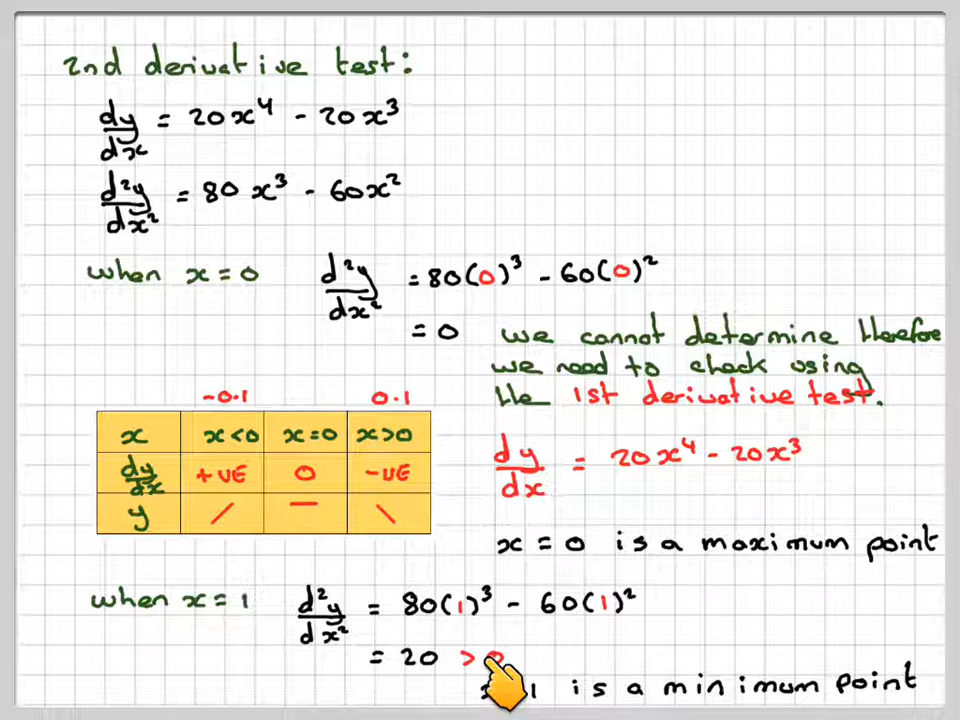 2nd derivative test:
dy/dx = 20x⁴ - 20x³
d²y/dx² = 80x³ - 60x²
when x = 0 d²y/dx² = 80(0)³ - 60(0)²
= 0 we cannot determine therefore
we need to check using
the 1st derivative test.
-0.1 0.1
x x<0 x=0 x>0
dy/dx +ve 0 -ve
y / — \
dy/dx = 20x⁴ - 20x³
x = 0 is a maximum point
when x = 1 d²y/dx² = 80(1)³ - 60(1)²
= 20 > 0
1 is a minimum point